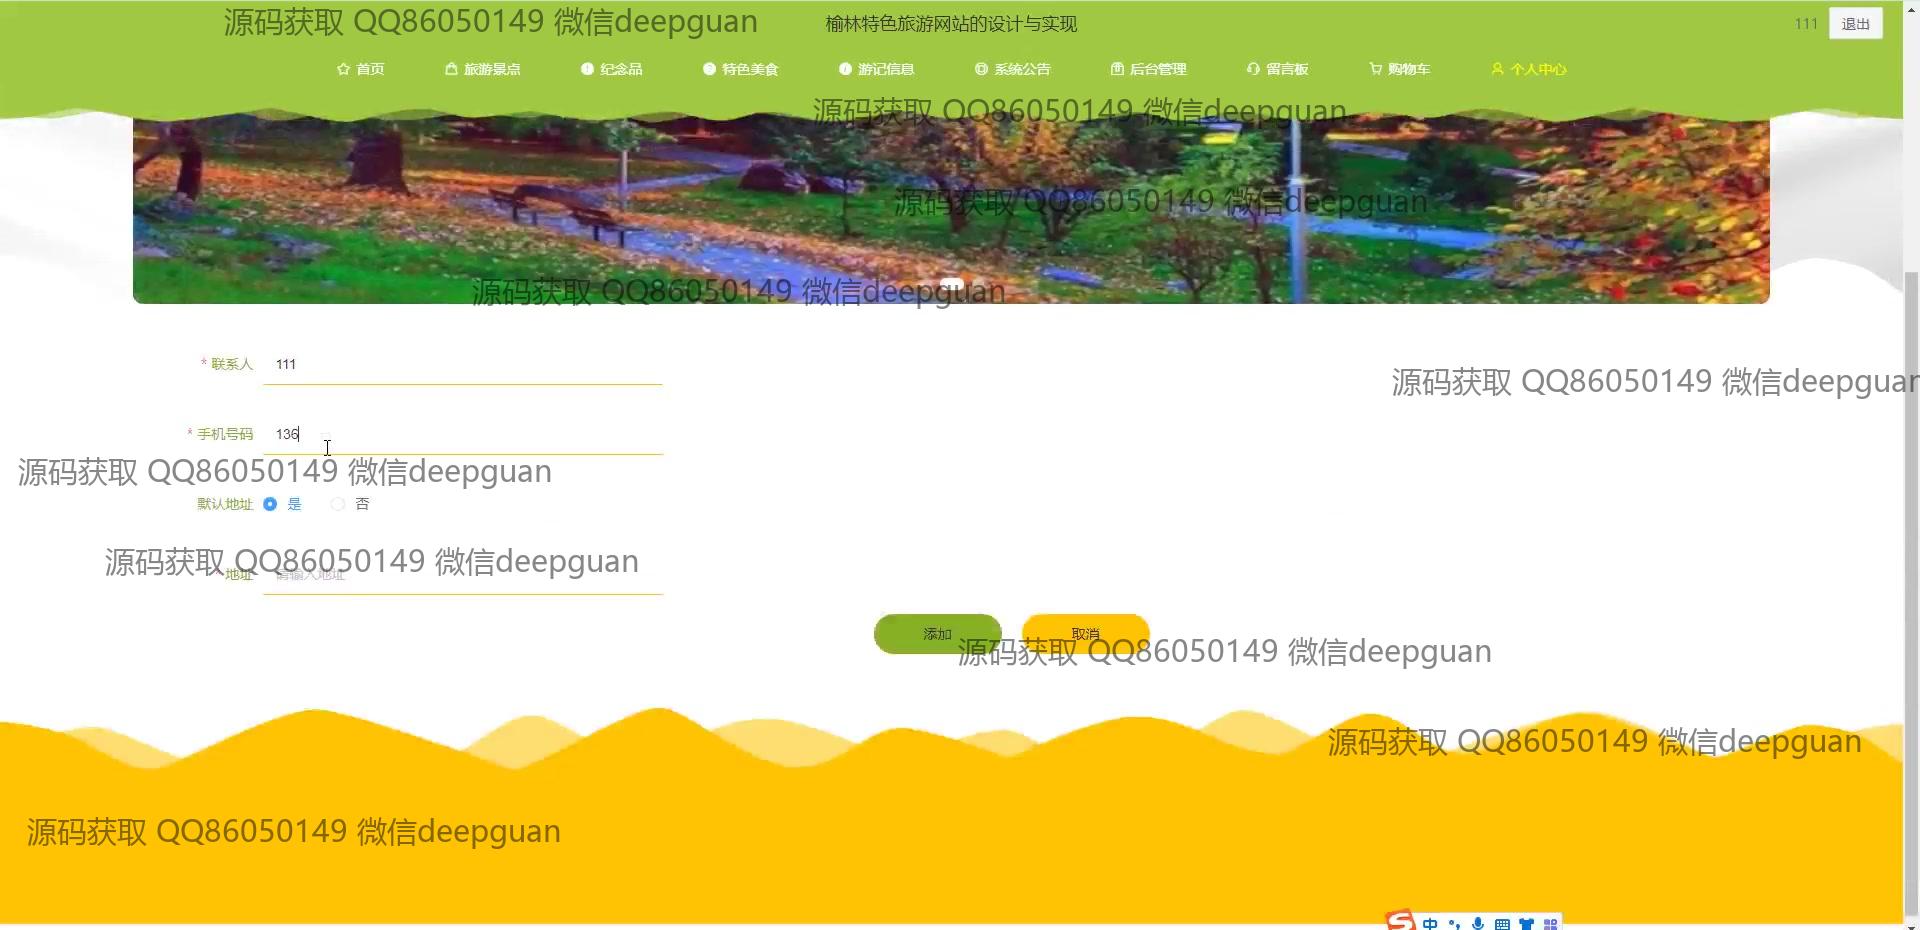 源码获取 QQ86050149 微信deepguan
榆林特色旅游网站的设计与实现
111
退出
首页
旅游景点
纪念品
特色美食
游记信息
系统公告
后台管理
留言板
购物车
个人中心
源码获取 QQ86050149 微信deepguan
源码获取 QQ86050149 微信deepguan
源码获取 QQ86050149 微信deepguan
* 联系人
111
源码获取 QQ86050149 微信deepguan
* 手机号码
136
源码获取 QQ86050149 微信deepguan
默认地址
是
否
源码获取 QQ86050149 微信deepguan
* 地址
请输入地址
添加
取消
源码获取 QQ86050149 微信deepguan
源码获取 QQ86050149 微信deepguan
源码获取 QQ86050149 微信deepguan
中